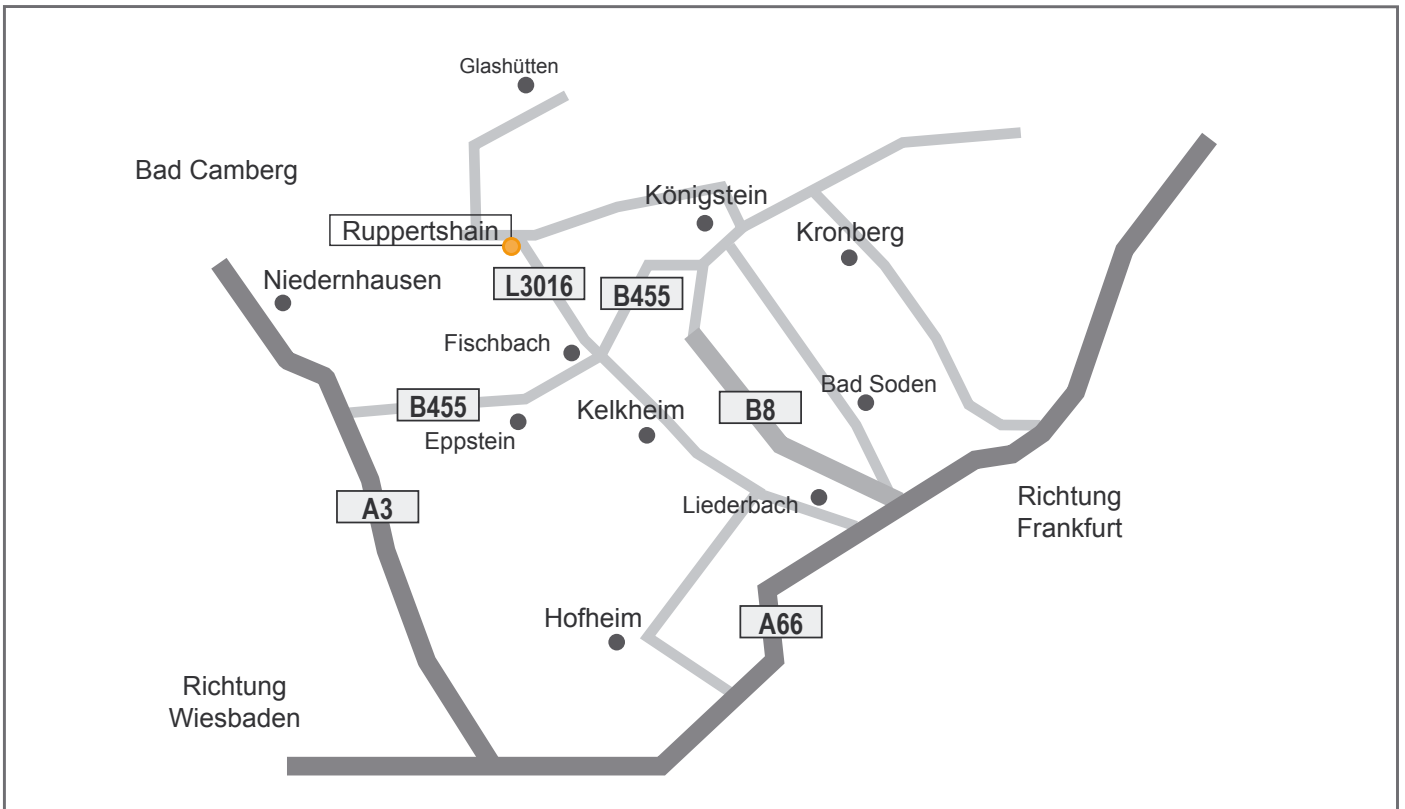 Glashütten
Bad Camberg
Königstein
Ruppertshain
Kronberg
Niedernhausen
L3016
B455
Fischbach
Bad Soden
B455
Kelkheim
B8
Eppstein
A3
Liederbach
Richtung
Frankfurt
Hofheim
A66
Richtung
Wiesbaden